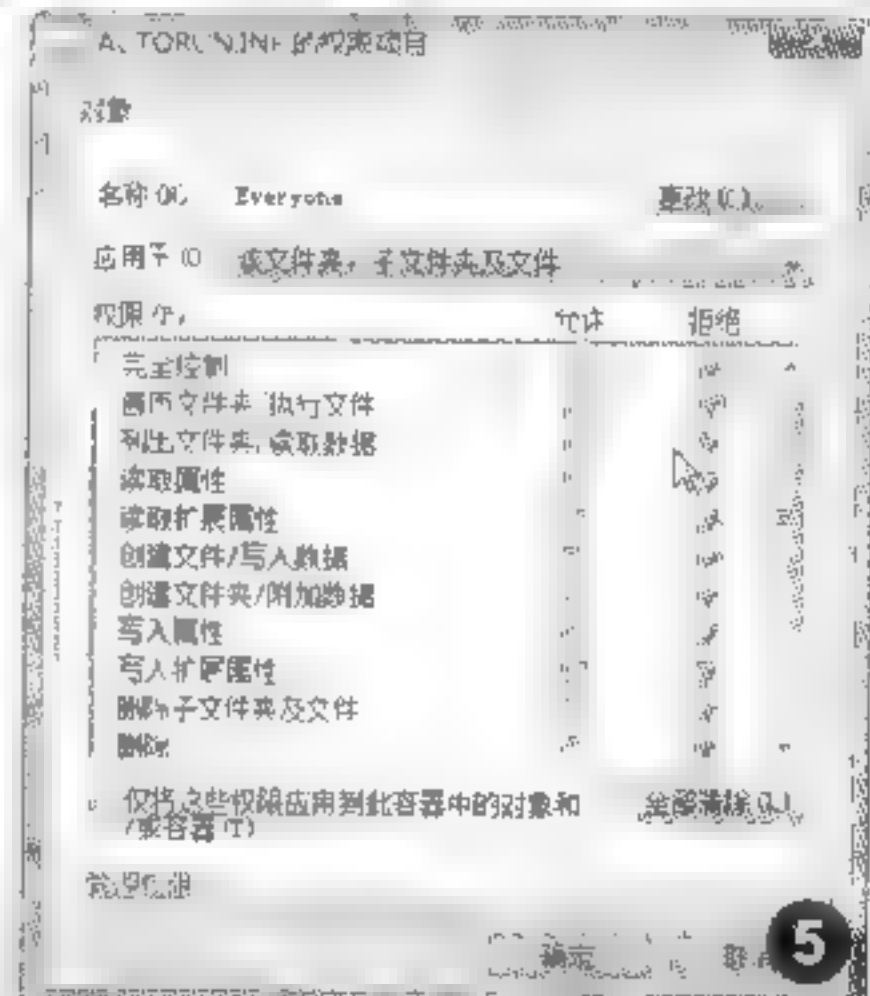 的权限项目
对象
名称 Everyone 更改
应用于 该文件夹，子文件夹及文件
权限 允许 拒绝
完全控制
遍历文件夹/执行文件
列出文件夹/读取数据
读取属性
读取扩展属性
创建文件/写入数据
创建文件夹/附加数据
写入属性
写入扩展属性
删除子文件夹及文件
删除
仅将这些权限应用到此容器中的对象和 全部清除
/或容器(T)
确定
5